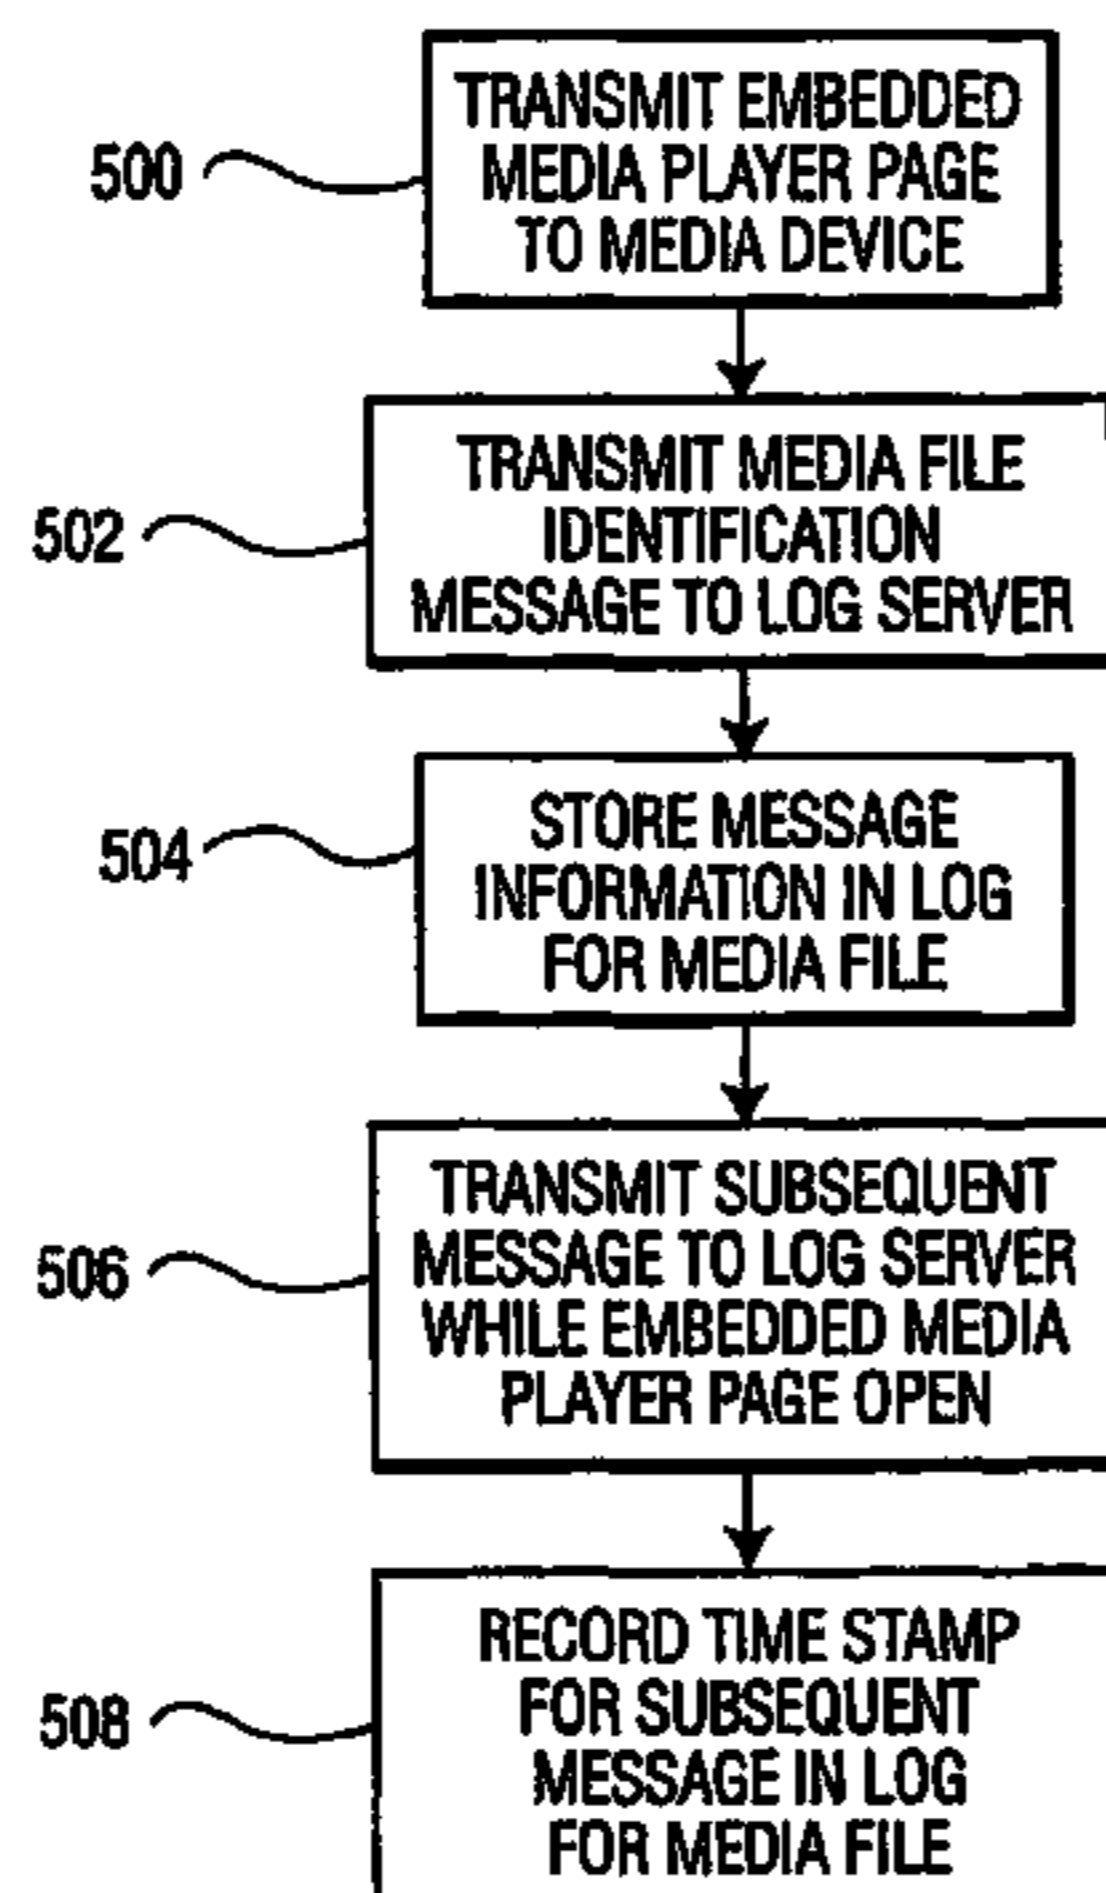 TRANSMIT EMBEDDED
MEDIA PLAYER PAGE
TO MEDIA DEVICE
500
TRANSMIT MEDIA FILE
IDENTIFICATION
MESSAGE TO LOG SERVER
502
STORE MESSAGE
INFORMATION IN LOG
FOR MEDIA FILE
504
TRANSMIT SUBSEQUENT
MESSAGE TO LOG SERVER
WHILE EMBEDDED MEDIA
PLAYER PAGE OPEN
506
RECORD TIME STAMP
FOR SUBSEQUENT
MESSAGE IN LOG
FOR MEDIA FILE
508